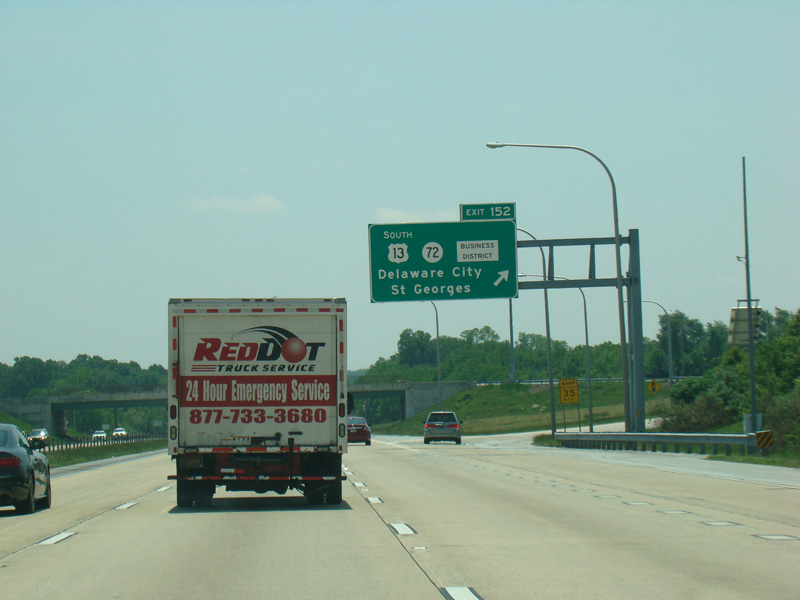 EXIT 152
SOUTH
13 72 BUSINESS DISTRICT
Delaware City
St Georges
REDDOT
TRUCK SERVICE
24 Hour Emergency Service
877-733-3680
35